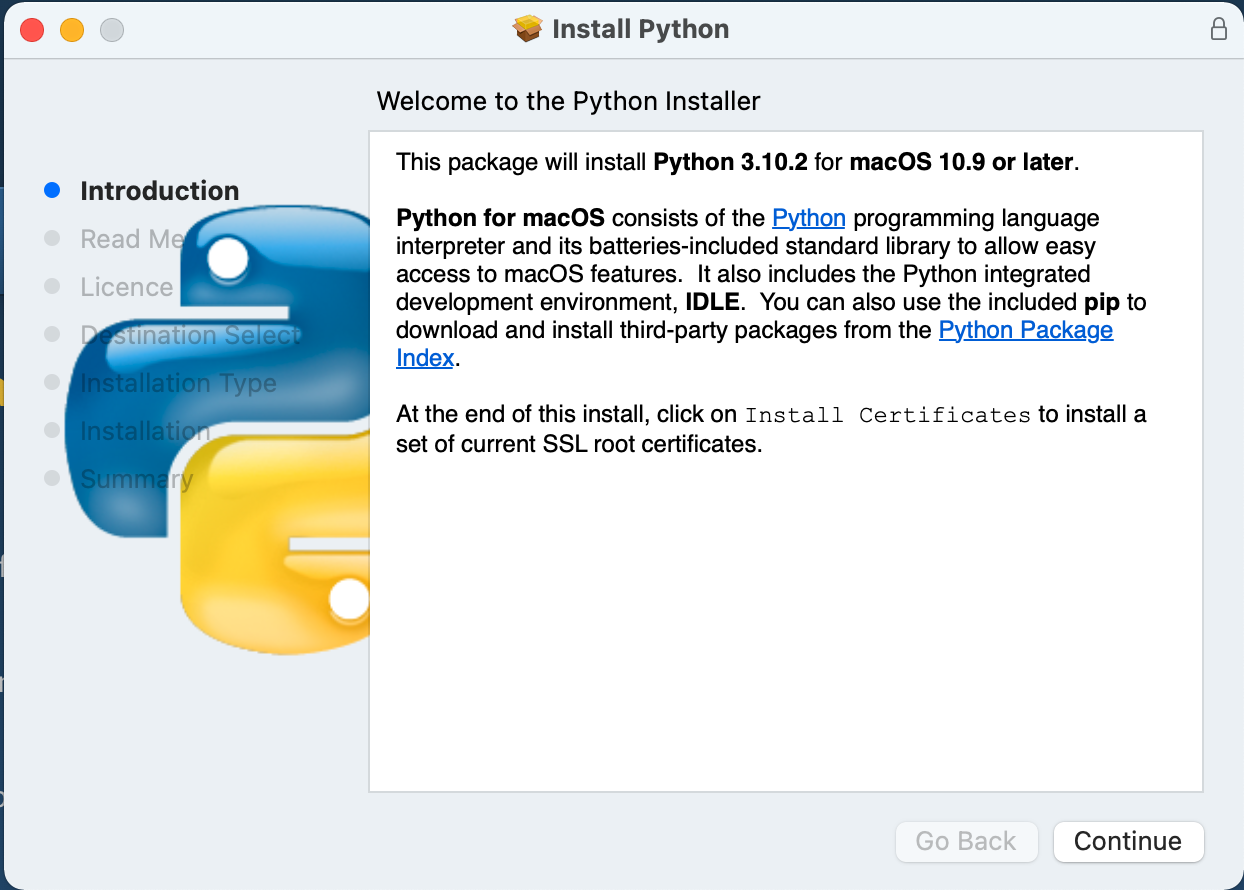 Install Python
Welcome to the Python Installer
Introduction
Read Me
Licence
Destination Select
Installation Type
Installation
Summary
This package will install Python 3.10.2 for macOS 10.9 or later.
Python for macOS consists of the Python programming language
interpreter and its batteries-included standard library to allow easy
access to macOS features.  It also includes the Python integrated
development environment, IDLE.  You can also use the included pip to
download and install third-party packages from the Python Package
Index.
At the end of this install, click on Install Certificates to install a
set of current SSL root certificates.
Go Back
Continue